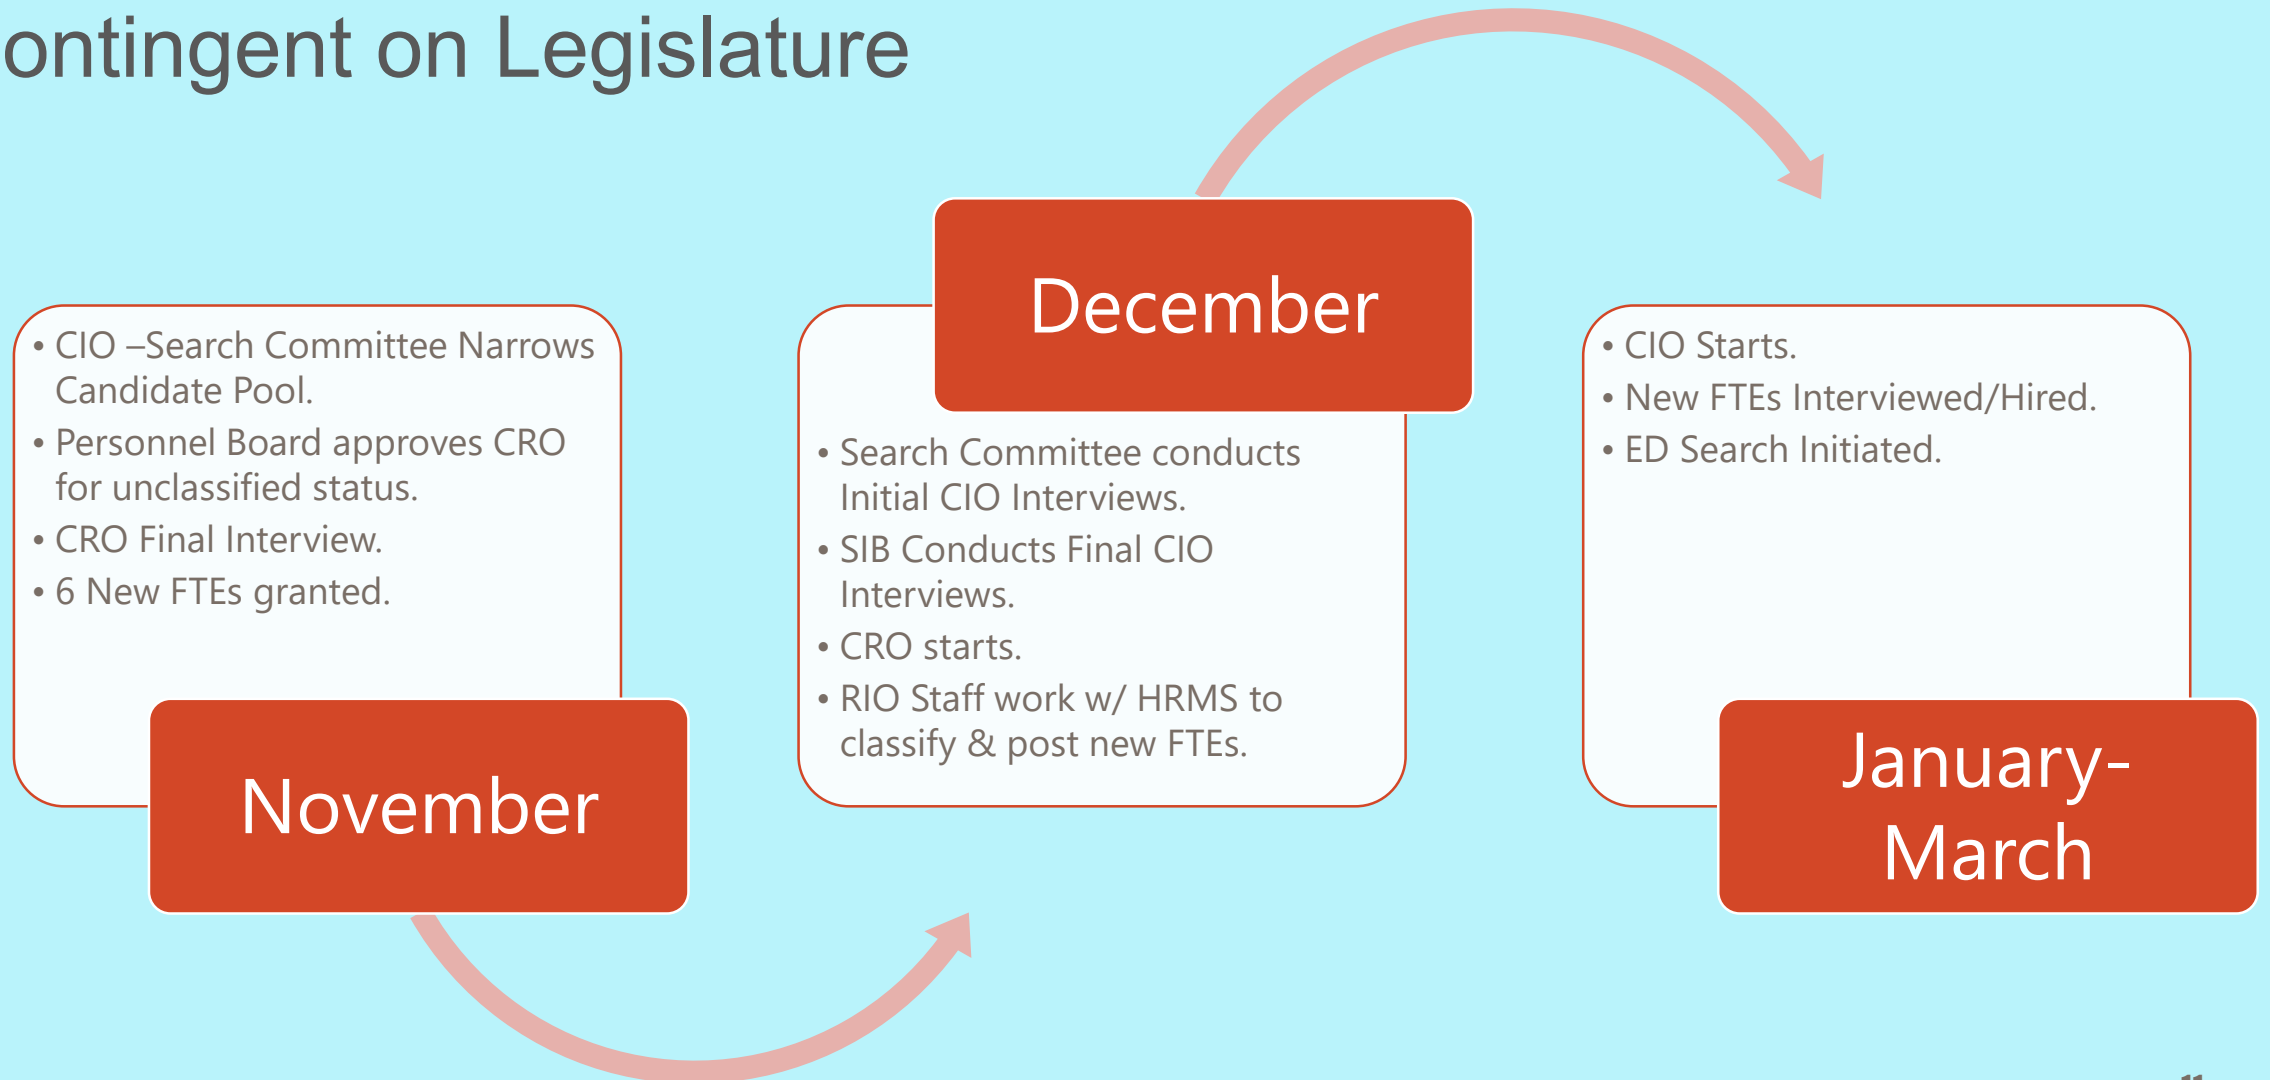 ontingent on Legislature
• CIO –Search Committee Narrows
Candidate Pool.
• Personnel Board approves CRO
for unclassified status.
• CRO Final Interview.
• 6 New FTEs granted.
November
December
• Search Committee conducts
Initial CIO Interviews.
• SIB Conducts Final CIO
Interviews.
• CRO starts.
• RIO Staff work w/ HRMS to
classify & post new FTEs.
• CIO Starts.
• New FTEs Interviewed/Hired.
• ED Search Initiated.
January-
March